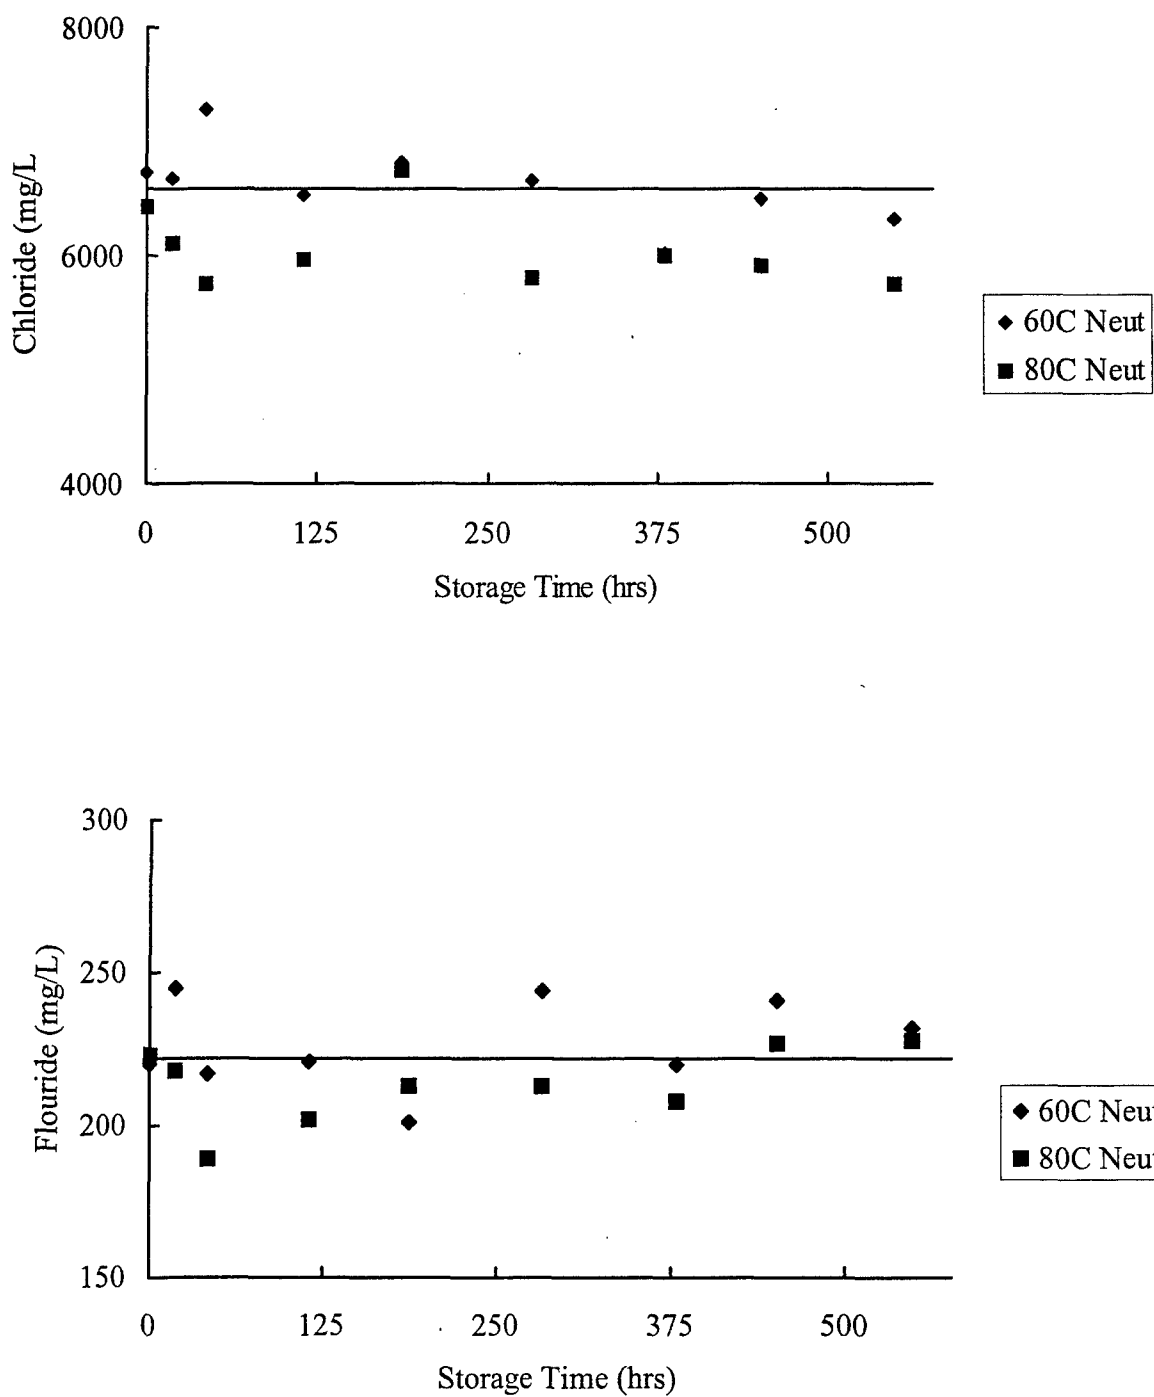 8000
6000
4000
Chloride (mg/L
0 125 250 375 500
Storage Time (hrs)
60C Neut
80C Neut
300
250
200
150
Flouride (mg/L)
0 125 250 375 500
Storage Time (hrs)
60C Neu
80C Neu